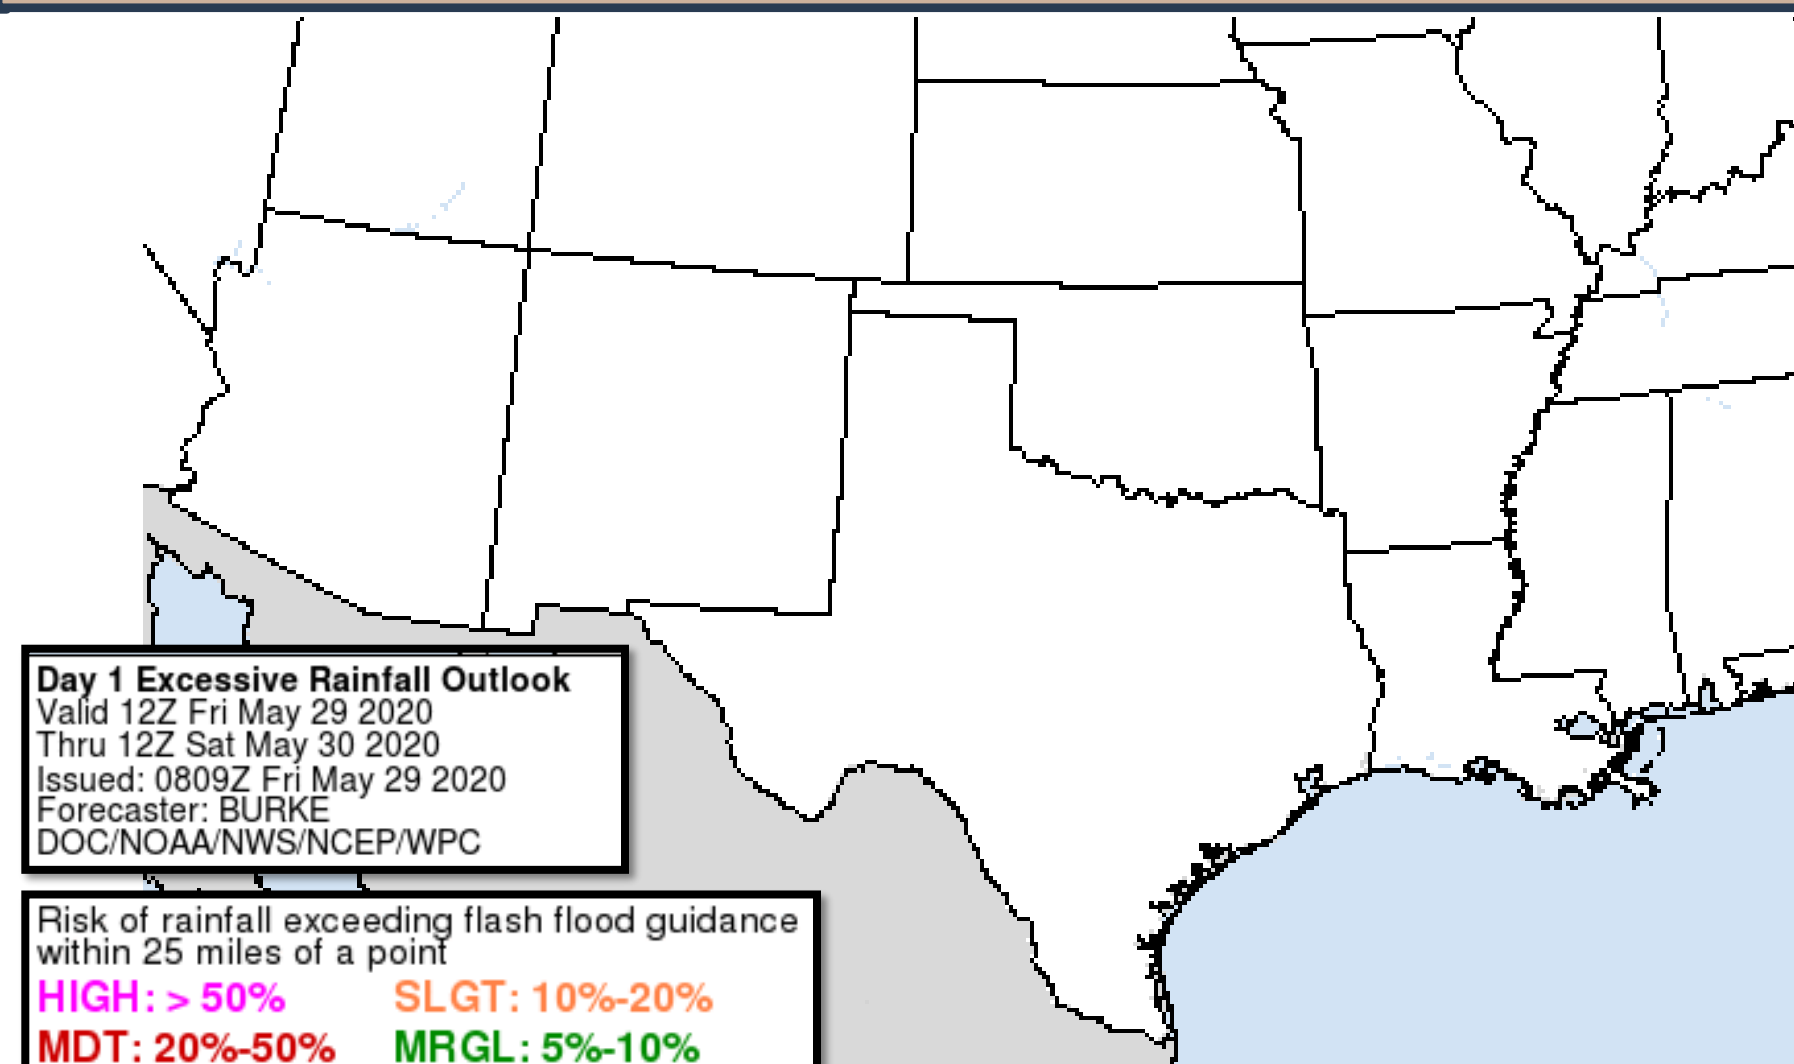 Day 1 Excessive Rainfall Outlook
Valid 12Z Fri May 29 2020
Thru 12Z Sat May 30 2020
Issued: 0809Z Fri May 29 2020
Forecaster: BURKE
DOC/NOAA/NWS/NCEP/WPC
Risk of rainfall exceeding flash flood guidance
within 25 miles of a point
HIGH: > 50% SLGT: 10%-20%
MDT: 20%-50% MRGL: 5%-10%